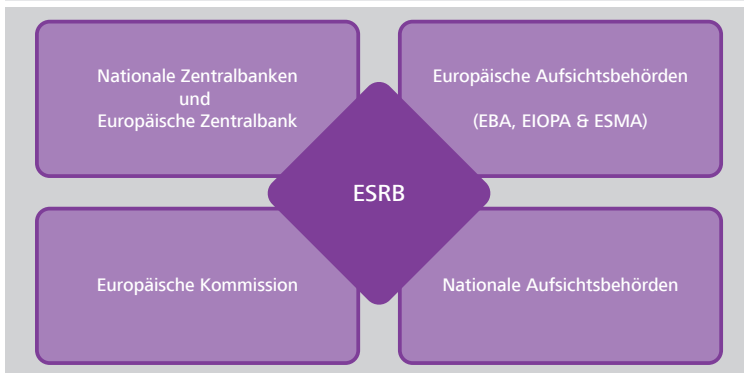 Nationale Zentralbanken
und
Europäische Zentralbank
Europäische Aufsichtsbehörden
(EBA, EIOPA & ESMA)
ESRB
Europäische Kommission
Nationale Aufsichtsbehörden